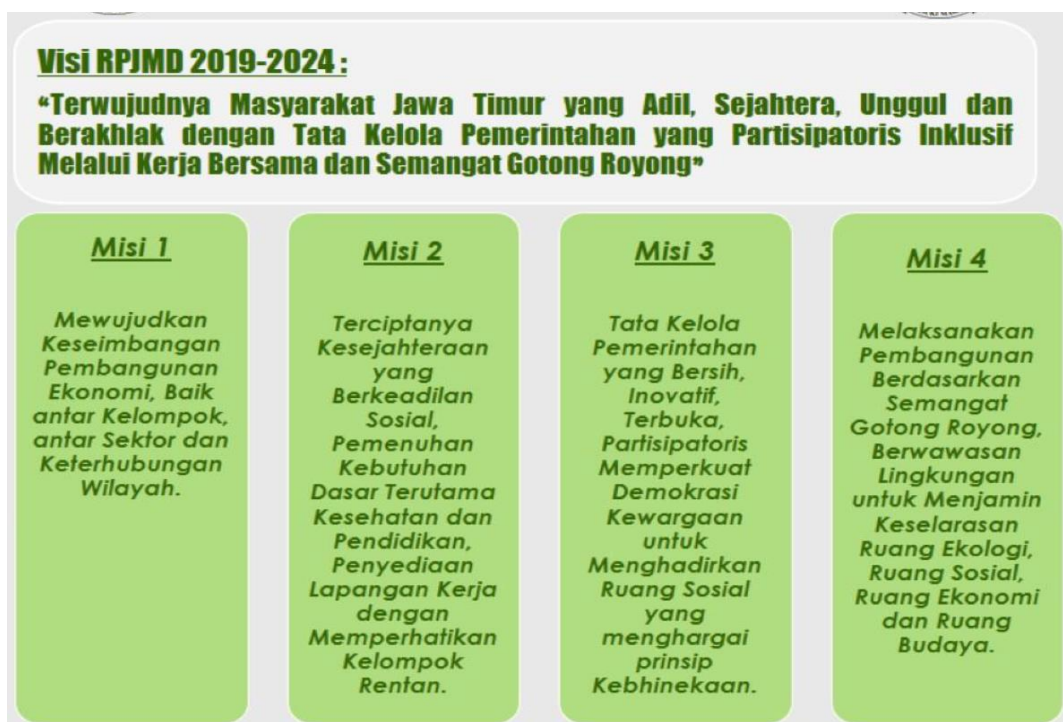 Visi RPJMD 2019-2024 :
“Terwujudnya Masyarakat Jawa Timur yang Adil, Sejahtera, Unggul dan
Berakhlak dengan Tata Kelola Pemerintahan yang Partisipatoris Inklusif
Melalui Kerja Bersama dan Semangat Gotong Royong”
Misi 1
Mewujudkan
Keseimbangan
Pembangunan
Ekonomi, Baik
antar Kelompok,
antar Sektor dan
Keterhubungan
Wilayah.
Misi 2
Terciptanya
Kesejahteraan
yang
Berkeadilan
Sosial,
Pemenuhan
Kebutuhan
Dasar Terutama
Kesehatan dan
Pendidikan,
Penyediaan
Lapangan Kerja
dengan
Memperhatikan
Kelompok
Rentan.
Misi 3
Tata Kelola
Pemerintahan
yang Bersih,
Inovatif,
Terbuka,
Partisipatoris
Memperkuat
Demokrasi
Kewargaan
untuk
Menghadirkan
Ruang Sosial
yang
menghargai
prinsip
Kebhinekaan.
Misi 4
Melaksanakan
Pembangunan
Berdasarkan
Semangat
Gotong Royong,
Berwawasan
Lingkungan
untuk Menjamin
Keselarasan
Ruang Ekologi,
Ruang Sosial,
Ruang Ekonomi
dan Ruang
Budaya.